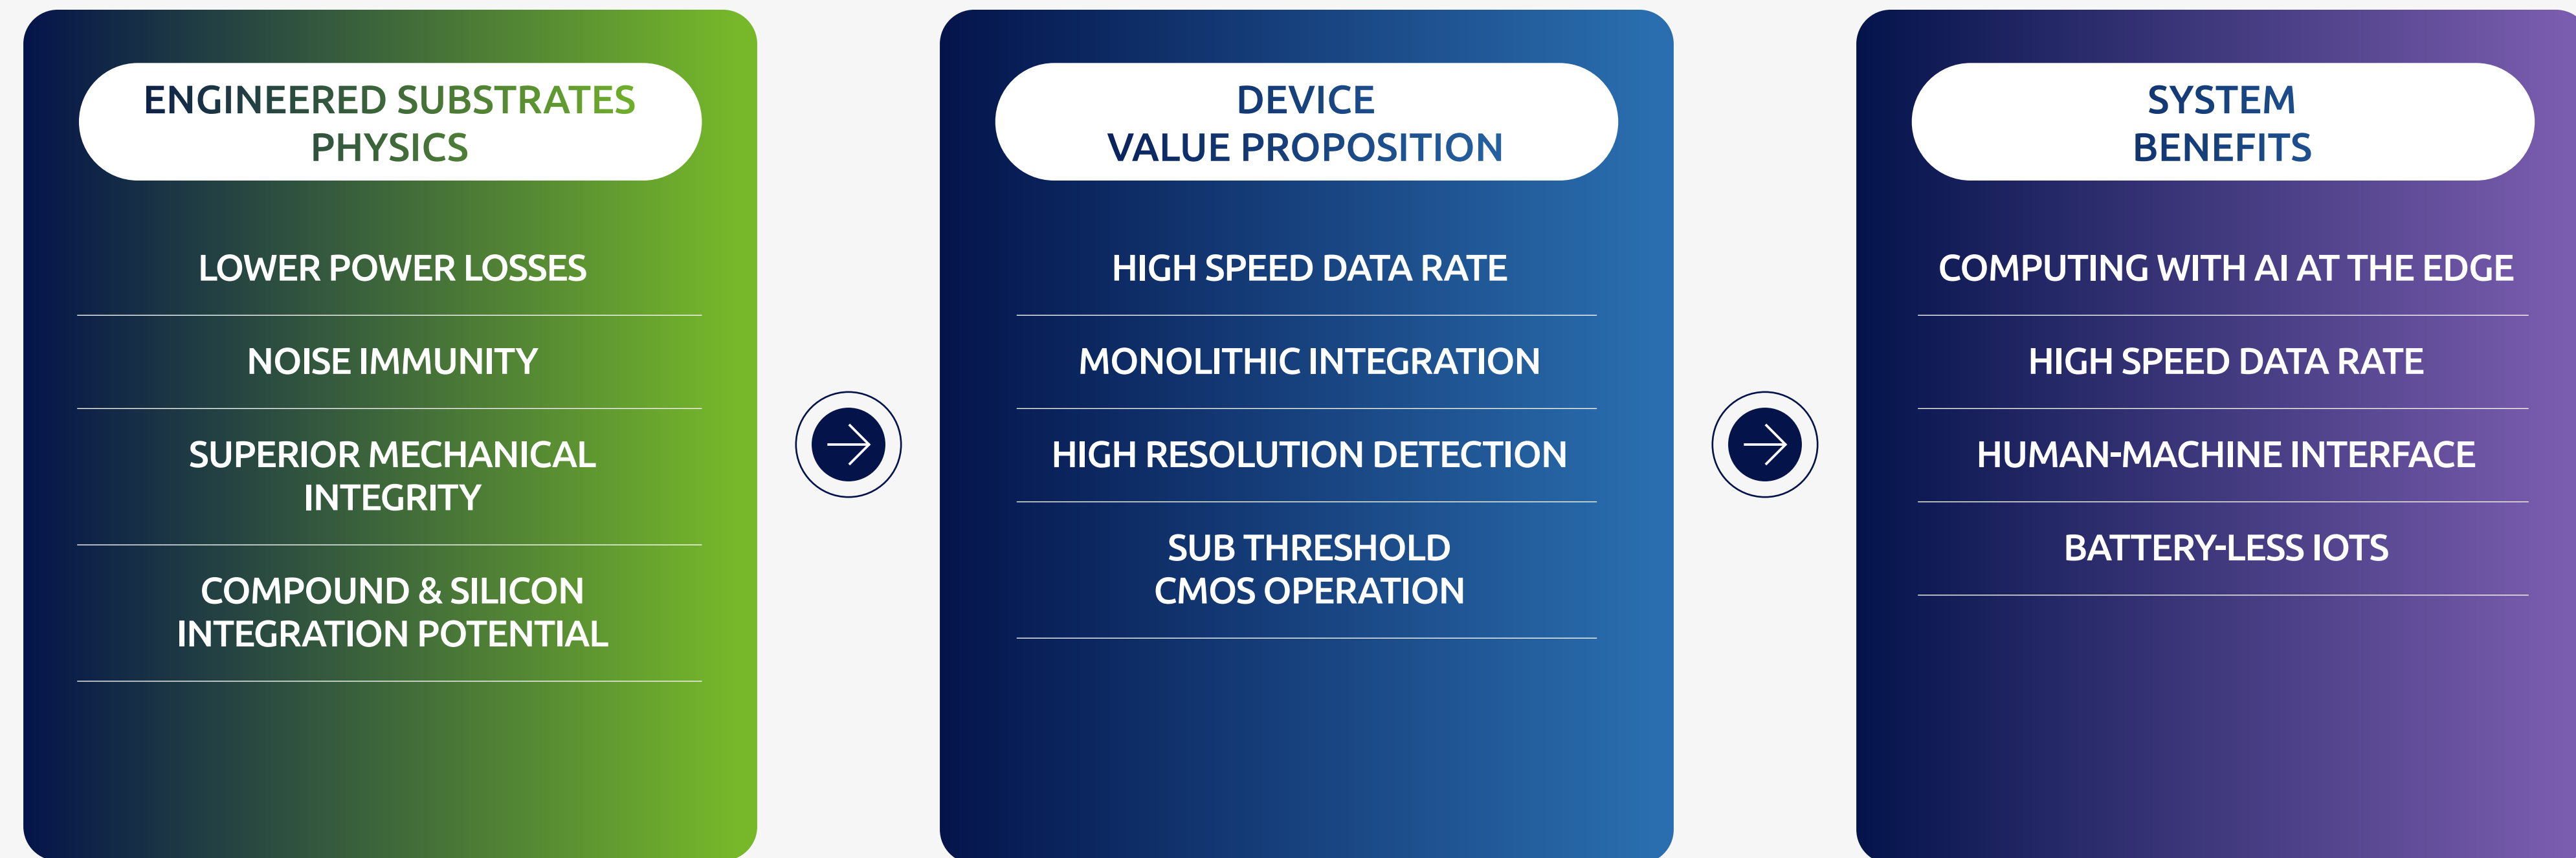 ENGINEERED SUBSTRATES
PHYSICS
LOWER POWER LOSSES
NOISE IMMUNITY
SUPERIOR MECHANICAL
INTEGRITY
COMPOUND & SILICON
INTEGRATION POTENTIAL
DEVICE
VALUE PROPOSITION
HIGH SPEED DATA RATE
MONOLITHIC INTEGRATION
HIGH RESOLUTION DETECTION
SUB THRESHOLD
CMOS OPERATION
SYSTEM
BENEFITS
COMPUTING WITH AI AT THE EDGE
HIGH SPEED DATA RATE
HUMAN-MACHINE INTERFACE
BATTERY-LESS IOTS